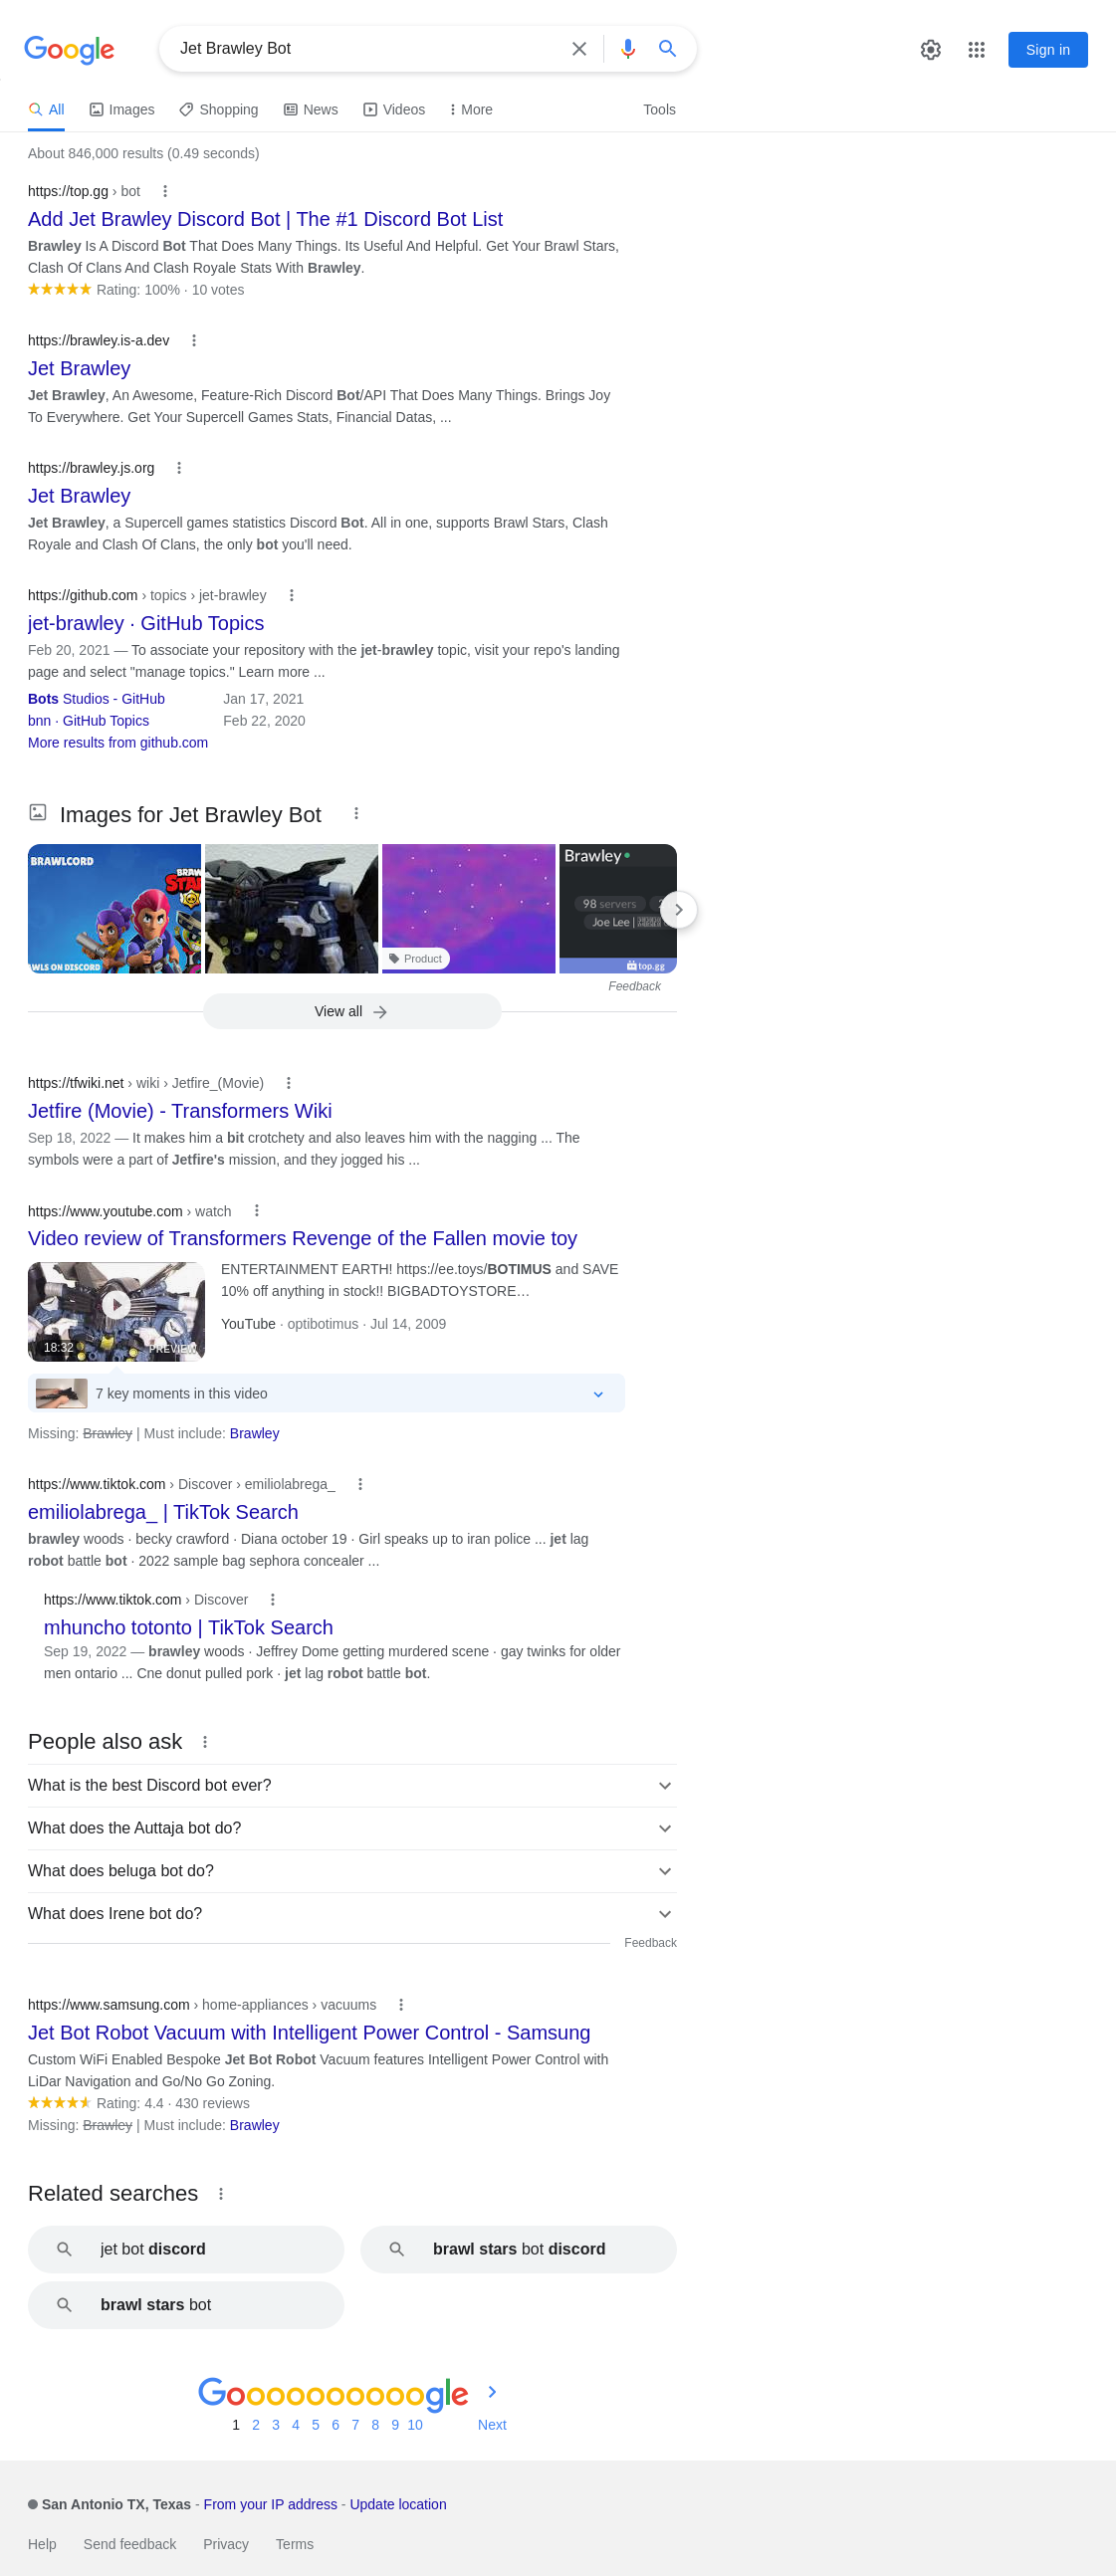 Google
Jet Brawley Bot
Sign in
All
Images
Shopping
News
Videos
More
Tools
About 846,000 results (0.49 seconds)
https://top.gg › bot
Add Jet Brawley Discord Bot | The #1 Discord Bot List
Brawley Is A Discord Bot That Does Many Things. Its Useful And Helpful. Get Your Brawl Stars,
Clash Of Clans And Clash Royale Stats With Brawley.
Rating: 100% · 10 votes
https://brawley.is-a.dev
Jet Brawley
Jet Brawley, An Awesome, Feature-Rich Discord Bot/API That Does Many Things. Brings Joy
To Everywhere. Get Your Supercell Games Stats, Financial Datas, ...
https://brawley.js.org
Jet Brawley
Jet Brawley, a Supercell games statistics Discord Bot. All in one, supports Brawl Stars, Clash
Royale and Clash Of Clans, the only bot you'll need.
https://github.com › topics › jet-brawley
jet-brawley · GitHub Topics
Feb 20, 2021 — To associate your repository with the jet-brawley topic, visit your repo's landing
page and select "manage topics." Learn more ...
Bots Studios - GitHub Jan 17, 2021
bnn · GitHub Topics Feb 22, 2020
More results from github.com
Images for Jet Brawley Bot
BRAWLCORD
BRAW
STA
AWLS ON DISCORD
Product
Brawley
98 servers
Joe Lee |
top.gg
Feedback
View all
https://tfwiki.net › wiki › Jetfire_(Movie)
Jetfire (Movie) - Transformers Wiki
Sep 18, 2022 — It makes him a bit crotchety and also leaves him with the nagging ... The
symbols were a part of Jetfire's mission, and they jogged his ...
https://www.youtube.com › watch
Video review of Transformers Revenge of the Fallen movie toy
ENTERTAINMENT EARTH! https://ee.toys/BOTIMUS and SAVE
10% off anything in stock!! BIGBADTOYSTORE…
YouTube · optibotimus · Jul 14, 2009
18:32
PREVIEW
7 key moments in this video
Missing: Brawley | Must include: Brawley
https://www.tiktok.com › Discover › emiliolabrega_
emiliolabrega_ | TikTok Search
brawley woods · becky crawford · Diana october 19 · Girl speaks up to iran police ... jet lag
robot battle bot · 2022 sample bag sephora concealer ...
https://www.tiktok.com › Discover
mhuncho totonto | TikTok Search
Sep 19, 2022 — brawley woods · Jeffrey Dome getting murdered scene · gay twinks for older
men ontario ... Cne donut pulled pork · jet lag robot battle bot.
People also ask
What is the best Discord bot ever?
What does the Auttaja bot do?
What does beluga bot do?
What does Irene bot do?
Feedback
https://www.samsung.com › home-appliances › vacuums
Jet Bot Robot Vacuum with Intelligent Power Control - Samsung
Custom WiFi Enabled Bespoke Jet Bot Robot Vacuum features Intelligent Power Control with
LiDar Navigation and Go/No Go Zoning.
Rating: 4.4 · 430 reviews
Missing: Brawley | Must include: Brawley
Related searches
jet bot discord
brawl stars bot discord
brawl stars bot
Goooooooooogle
1 2 3 4 5 6 7 8 9 10 Next
San Antonio TX, Texas - From your IP address - Update location
Help Send feedback Privacy Terms